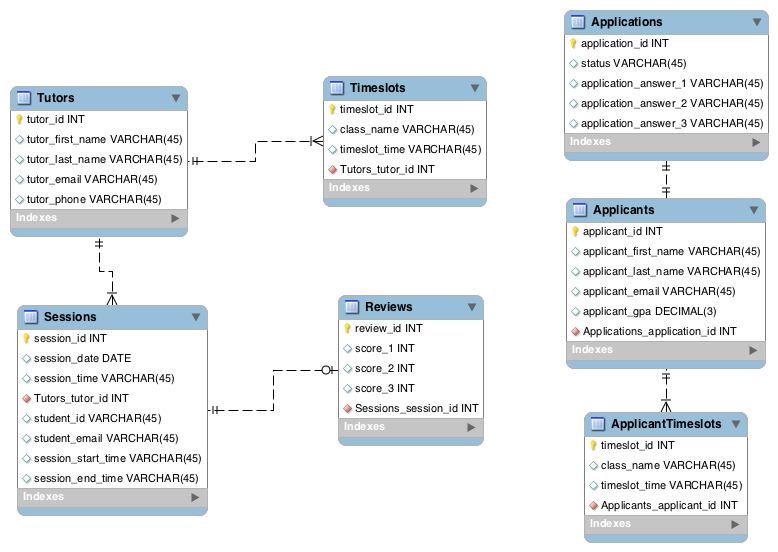 Tutors
tutor_id INT
tutor_first_name VARCHAR(45)
tutor_last_name VARCHAR(45)
tutor_email VARCHAR(45)
tutor_phone VARCHAR(45)
Indexes
Timeslots
timeslot_id INT
class_name VARCHAR(45)
timeslot_time VARCHAR(45)
Tutors_tutor_id INT
Indexes
Applications
application_id INT
status VARCHAR(45)
application_answer_1 VARCHAR(45)
application_answer_2 VARCHAR(45)
application_answer_3 VARCHAR(45)
Indexes
Applicants
applicant_id INT
applicant_first_name VARCHAR(45)
applicant_last_name VARCHAR(45)
applicant_email VARCHAR(45)
applicant_gpa DECIMAL(3)
Applications_application_id INT
Indexes
Sessions
session_id INT
session_date DATE
session_time VARCHAR(45)
Tutors_tutor_id INT
student_id VARCHAR(45)
student_email VARCHAR(45)
session_start_time VARCHAR(45)
session_end_time VARCHAR(45)
Indexes
Reviews
review_id INT
score_1 INT
score_2 INT
score_3 INT
Sessions_session_id INT
Indexes
ApplicantTimeslots
timeslot_id INT
class_name VARCHAR(45)
timeslot_time VARCHAR(45)
Applicants_applicant_id INT
Indexes